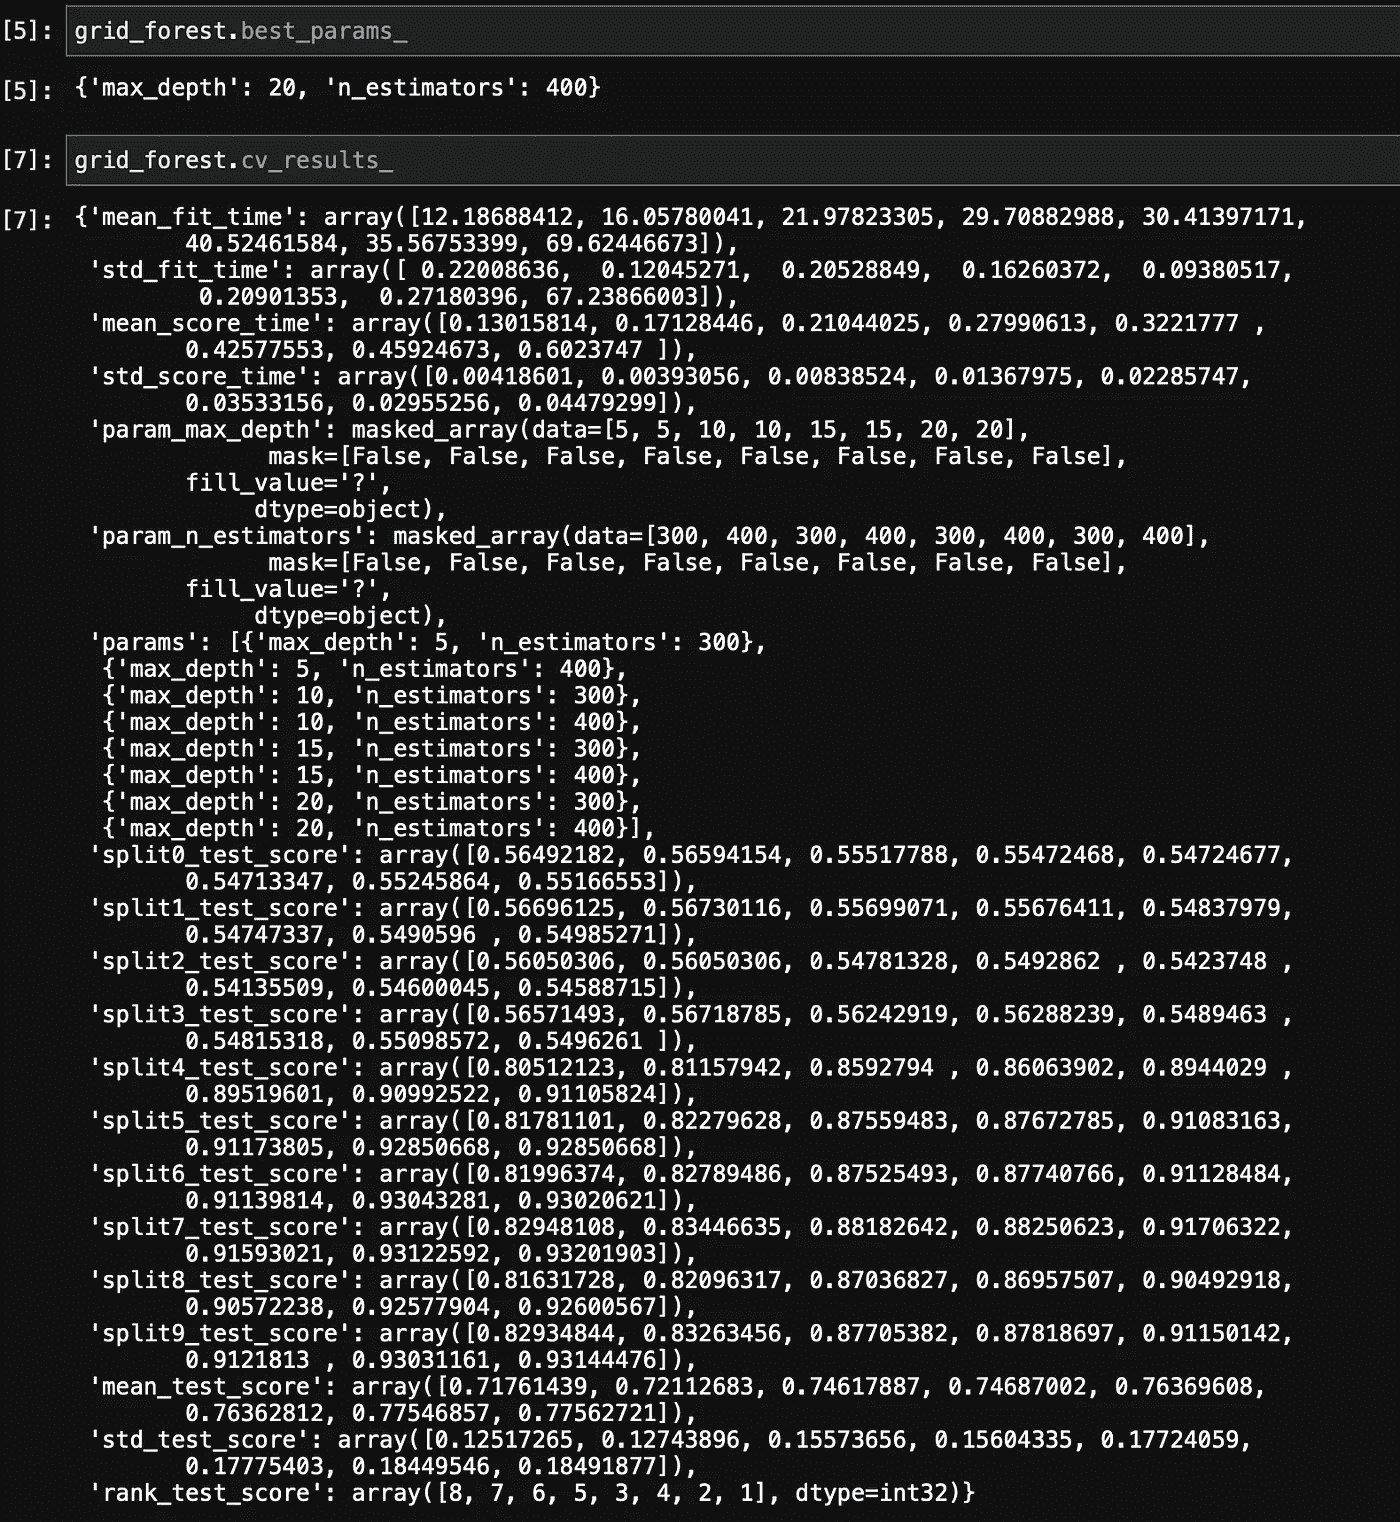 [5]: grid_forest.best_params_
[5]: {'max_depth': 20, 'n_estimators': 400}
[7]: grid_forest.cv_results_
[7]: {'mean_fit_time': array([12.18688412, 16.05780041, 21.97823305, 29.70882988, 30.41397171,
40.52461584, 35.56753399, 69.62446673]),
'std_fit_time': array([ 0.22008636,  0.12045271,  0.20528849,  0.16260372,  0.09380517,
0.20901353,  0.27180396, 67.23866003]),
'mean_score_time': array([0.13015814, 0.17128446, 0.21044025, 0.27990613, 0.3221777 ,
0.42577553, 0.45924673, 0.6023747 ]),
'std_score_time': array([0.00418601, 0.00393056, 0.00838524, 0.01367975, 0.02285747,
0.03533156, 0.02955256, 0.04479299]),
'param_max_depth': masked_array(data=[5, 5, 10, 10, 15, 15, 20, 20],
mask=[False, False, False, False, False, False, False, False],
fill_value='?',
dtype=object),
'param_n_estimators': masked_array(data=[300, 400, 300, 400, 300, 400, 300, 400],
mask=[False, False, False, False, False, False, False, False],
fill_value='?',
dtype=object),
'params': [{'max_depth': 5, 'n_estimators': 300},
{'max_depth': 5, 'n_estimators': 400},
{'max_depth': 10, 'n_estimators': 300},
{'max_depth': 10, 'n_estimators': 400},
{'max_depth': 15, 'n_estimators': 300},
{'max_depth': 15, 'n_estimators': 400},
{'max_depth': 20, 'n_estimators': 300},
{'max_depth': 20, 'n_estimators': 400}],
'split0_test_score': array([0.56492182, 0.56594154, 0.55517788, 0.55472468, 0.54724677,
0.54713347, 0.55245864, 0.55166553]),
'split1_test_score': array([0.56696125, 0.56730116, 0.55699071, 0.55676411, 0.54837979,
0.54747337, 0.5490596 , 0.54985271]),
'split2_test_score': array([0.56050306, 0.56050306, 0.54781328, 0.5492862 , 0.5423748 ,
0.54135509, 0.54600045, 0.54588715]),
'split3_test_score': array([0.56571493, 0.56718785, 0.56242919, 0.56288239, 0.5489463 ,
0.54815318, 0.55098572, 0.5496261 ]),
'split4_test_score': array([0.80512123, 0.81157942, 0.8592794 , 0.86063902, 0.8944029 ,
0.89519601, 0.90992522, 0.91105824]),
'split5_test_score': array([0.81781101, 0.82279628, 0.87559483, 0.87672785, 0.91083163,
0.91173805, 0.92850668, 0.92850668]),
'split6_test_score': array([0.81996374, 0.82789486, 0.87525493, 0.87740766, 0.91128484,
0.91139814, 0.93043281, 0.93020621]),
'split7_test_score': array([0.82948108, 0.83446635, 0.88182642, 0.88250623, 0.91706322,
0.91593021, 0.93122592, 0.93201903]),
'split8_test_score': array([0.81631728, 0.82096317, 0.87036827, 0.86957507, 0.90492918,
0.90572238, 0.92577904, 0.92600567]),
'split9_test_score': array([0.82934844, 0.83263456, 0.87705382, 0.87818697, 0.91150142,
0.9121813 , 0.93031161, 0.93144476]),
'mean_test_score': array([0.71761439, 0.72112683, 0.74617887, 0.74687002, 0.76369608,
0.76362812, 0.77546857, 0.77562721]),
'std_test_score': array([0.12517265, 0.12743896, 0.15573656, 0.15604335, 0.17724059,
0.17775403, 0.18449546, 0.18491877]),
'rank_test_score': array([8, 7, 6, 5, 3, 4, 2, 1], dtype=int32)}